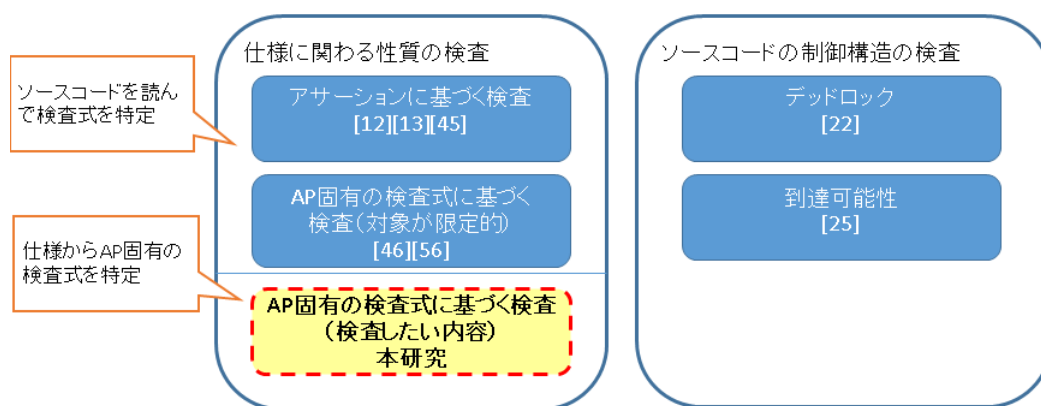 仕様に関わる性質の検査
ソースコードを読ん
で検査式を特定
アサーションに基づく検査
[12][13][45]
AP固有の検査式に基づく
検査(対象が限定的)
[46][56]
仕様からAP固有の
検査式を特定
AP固有の検査式に基づく検査
(検査したい内容)
本研究
ソースコードの制御構造の検査
デッドロック
[22]
到達可能性
[25]